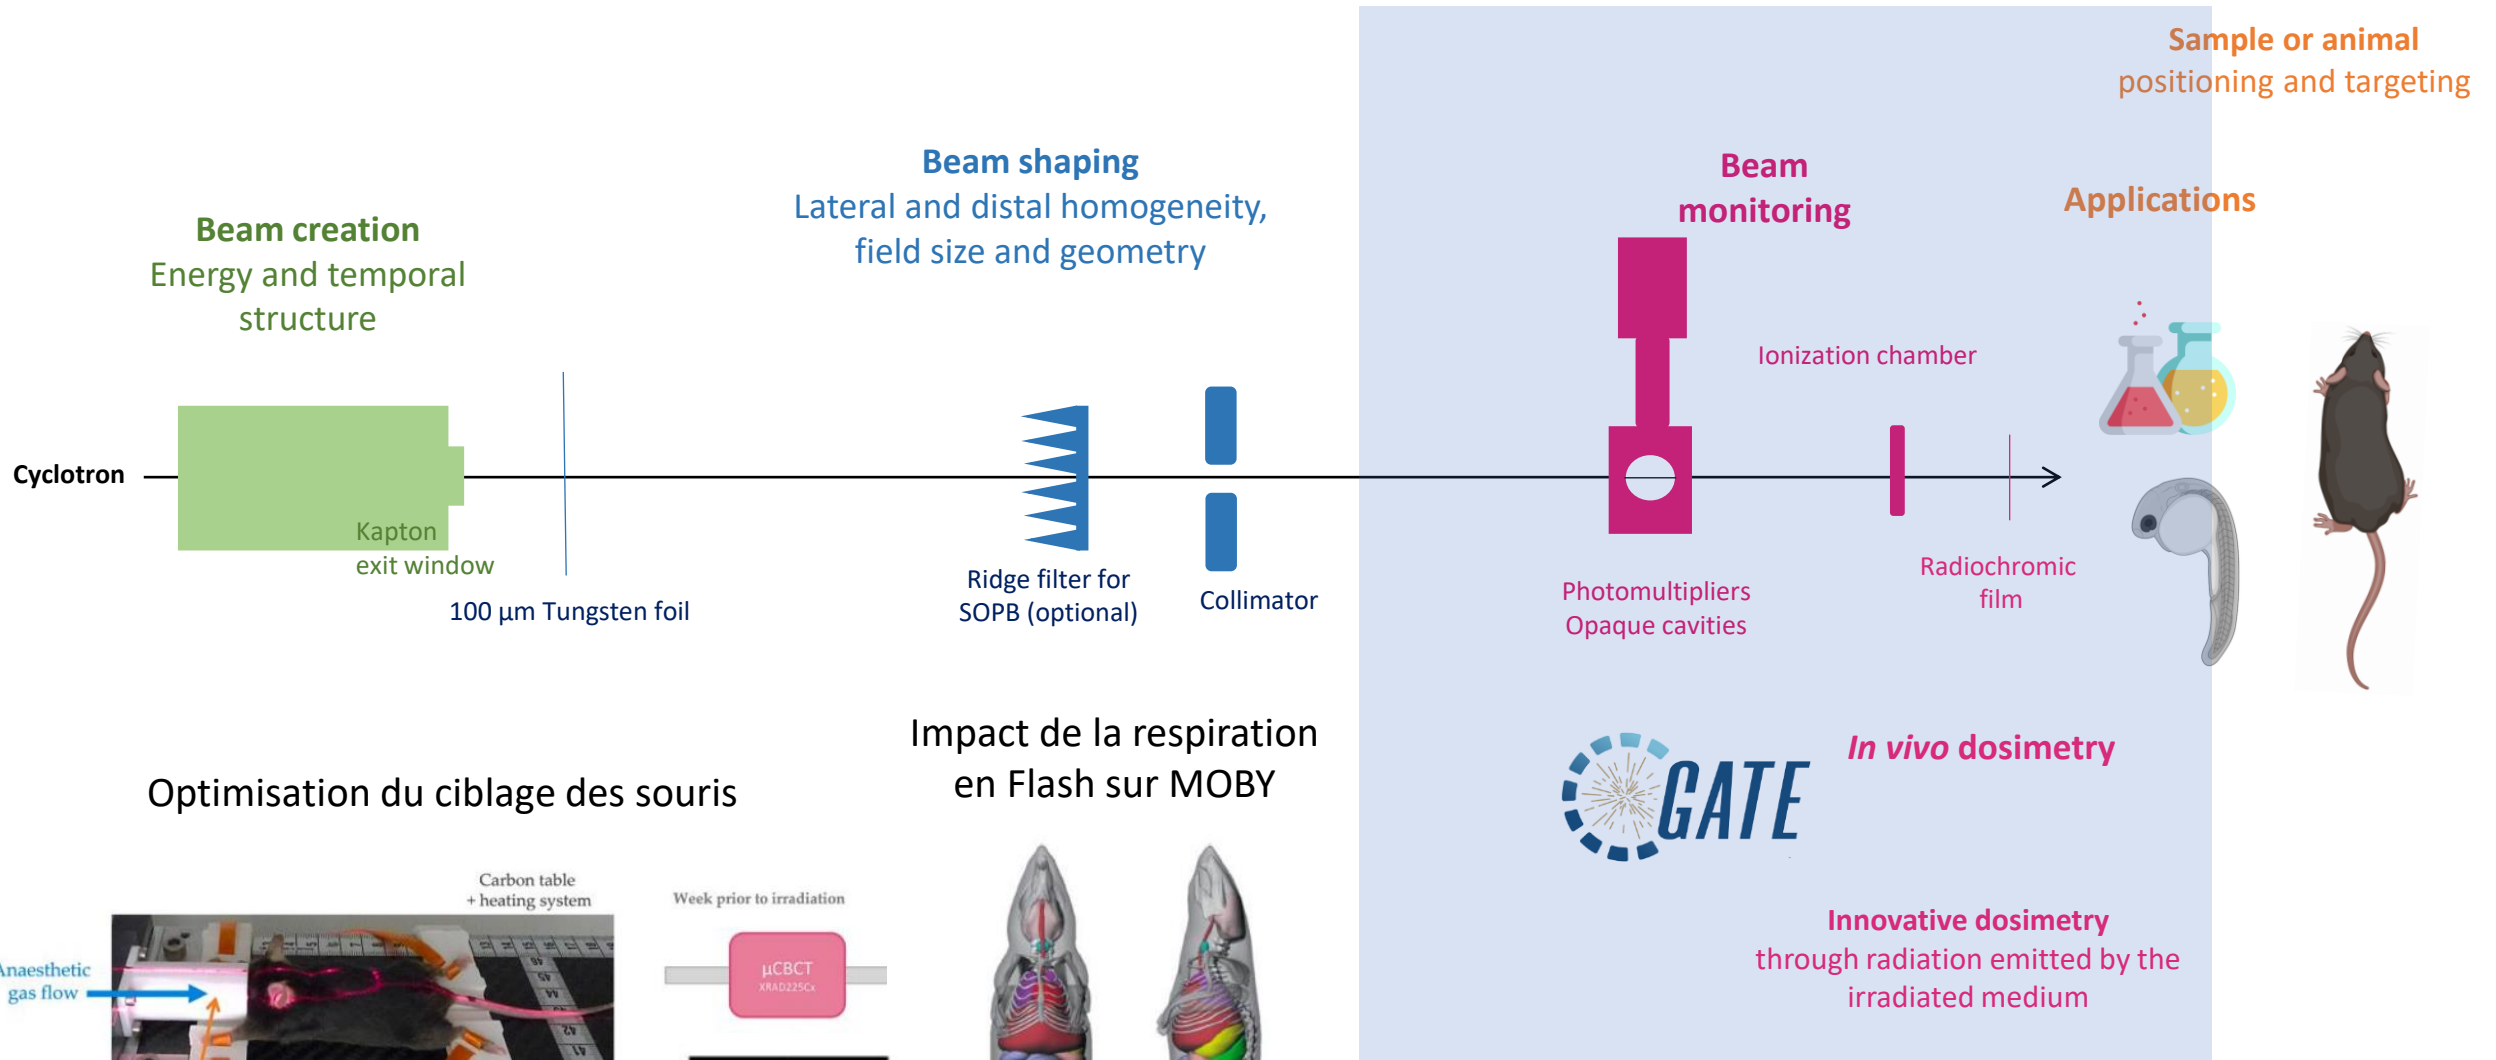 Sample or animal
positioning and targeting
Beam shaping
Lateral and distal homogeneity,
field size and geometry
Beam
monitoring
Applications
Beam creation
Energy and temporal
structure
Ionization chamber
Cyclotron
Kapton
exit window
100 µm Tungsten foil
Ridge filter for
SOPB (optional)
Collimator
Photomultipliers
Opaque cavities
Radiochromic
film
Impact de la respiration
en Flash sur MOBY
Optimisation du ciblage des souris
GATE
In vivo dosimetry
Carbon table
+ heating system
Week prior to irradiation
Anaesthetic
gas flow
µCBCT
XRAD225Cx
Innovative dosimetry
through radiation emitted by the
irradiated medium